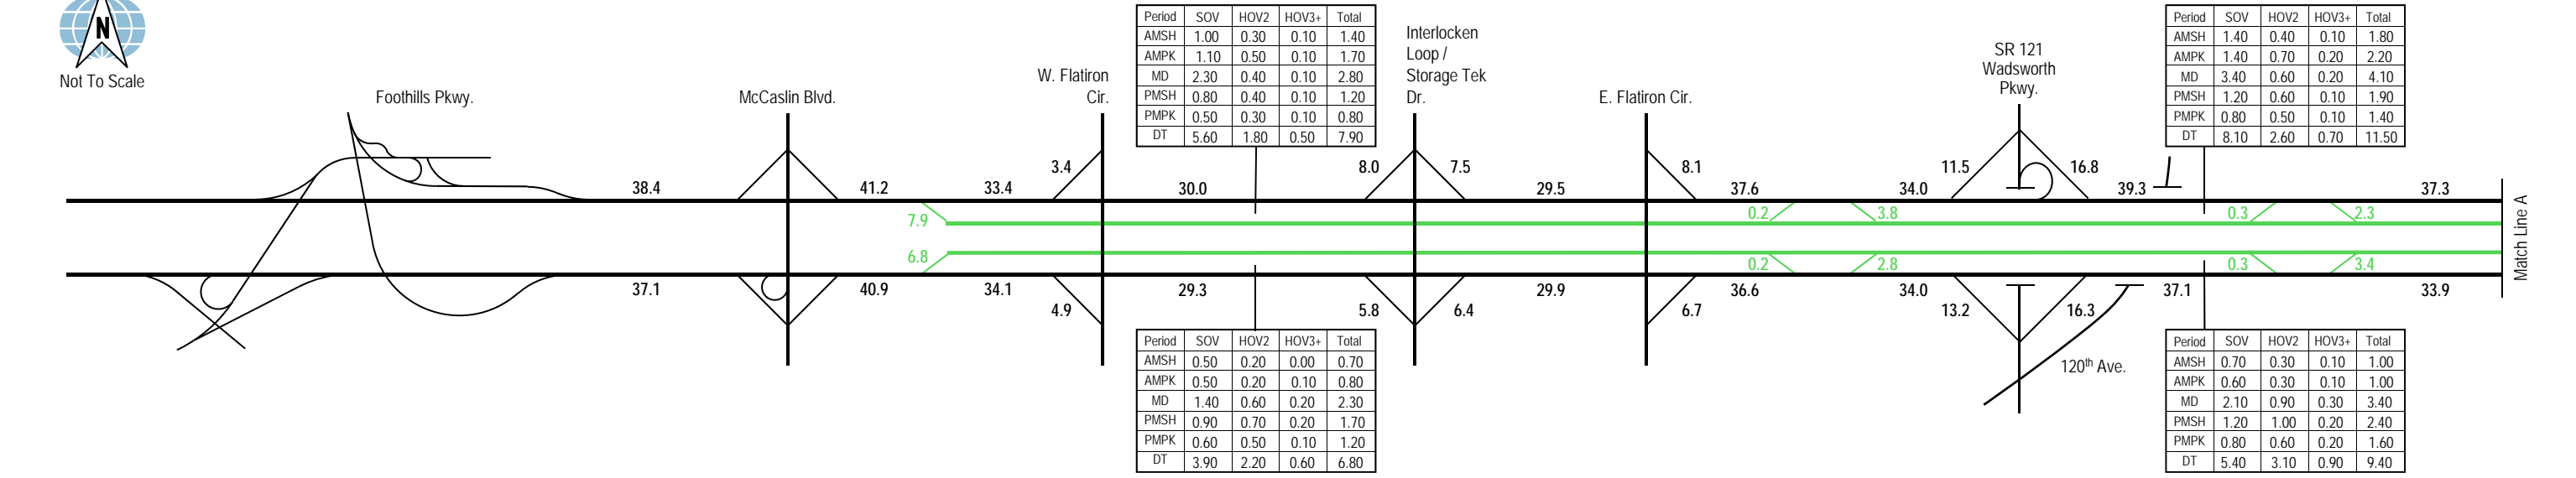 N
Not To Scale
Foothills Pkwy.
McCaslin Blvd.
W. Flatiron
Cir.
Period SOV HOV2 HOV3+ Total
AMSH 1.00 0.30 0.10 1.40
AMPK 1.10 0.50 0.10 1.70
MD 2.30 0.40 0.10 2.80
PMSH 0.80 0.40 0.10 1.20
PMPK 0.50 0.30 0.10 0.80
DT 5.60 1.80 0.50 7.90
Interlocken
Loop /
Storage Tek
Dr.
E. Flatiron Cir.
SR 121
Wadsworth
Pkwy.
Period SOV HOV2 HOV3+ Total
AMSH 1.40 0.40 0.10 1.80
AMPK 1.40 0.70 0.20 2.20
MD 3.40 0.60 0.20 4.10
PMSH 1.20 0.60 0.10 1.90
PMPK 0.80 0.50 0.10 1.40
DT 8.10 2.60 0.70 11.50
3.4 8.0 7.5 8.1 11.5 16.8
38.4 41.2 33.4 30.0 29.5 37.6 34.0 39.3 37.3
7.9 0.2 3.8 0.3 2.3
6.8 0.2 2.8 0.3 3.4
37.1 40.9 34.1 29.3 29.9 36.6 34.0 37.1 33.9
4.9 5.8 6.4 6.7 13.2 16.3
Match Line A
120th Ave.
Period SOV HOV2 HOV3+ Total
AMSH 0.50 0.20 0.00 0.70
AMPK 0.50 0.20 0.10 0.80
MD 1.40 0.60 0.20 2.30
PMSH 0.90 0.70 0.20 1.70
PMPK 0.60 0.50 0.10 1.20
DT 3.90 2.20 0.60 6.80
Period SOV HOV2 HOV3+ Total
AMSH 0.70 0.30 0.10 1.00
AMPK 0.60 0.30 0.10 1.00
MD 2.10 0.90 0.30 3.40
PMSH 1.20 1.00 0.20 2.40
PMPK 0.80 0.60 0.20 1.60
DT 5.40 3.10 0.90 9.40